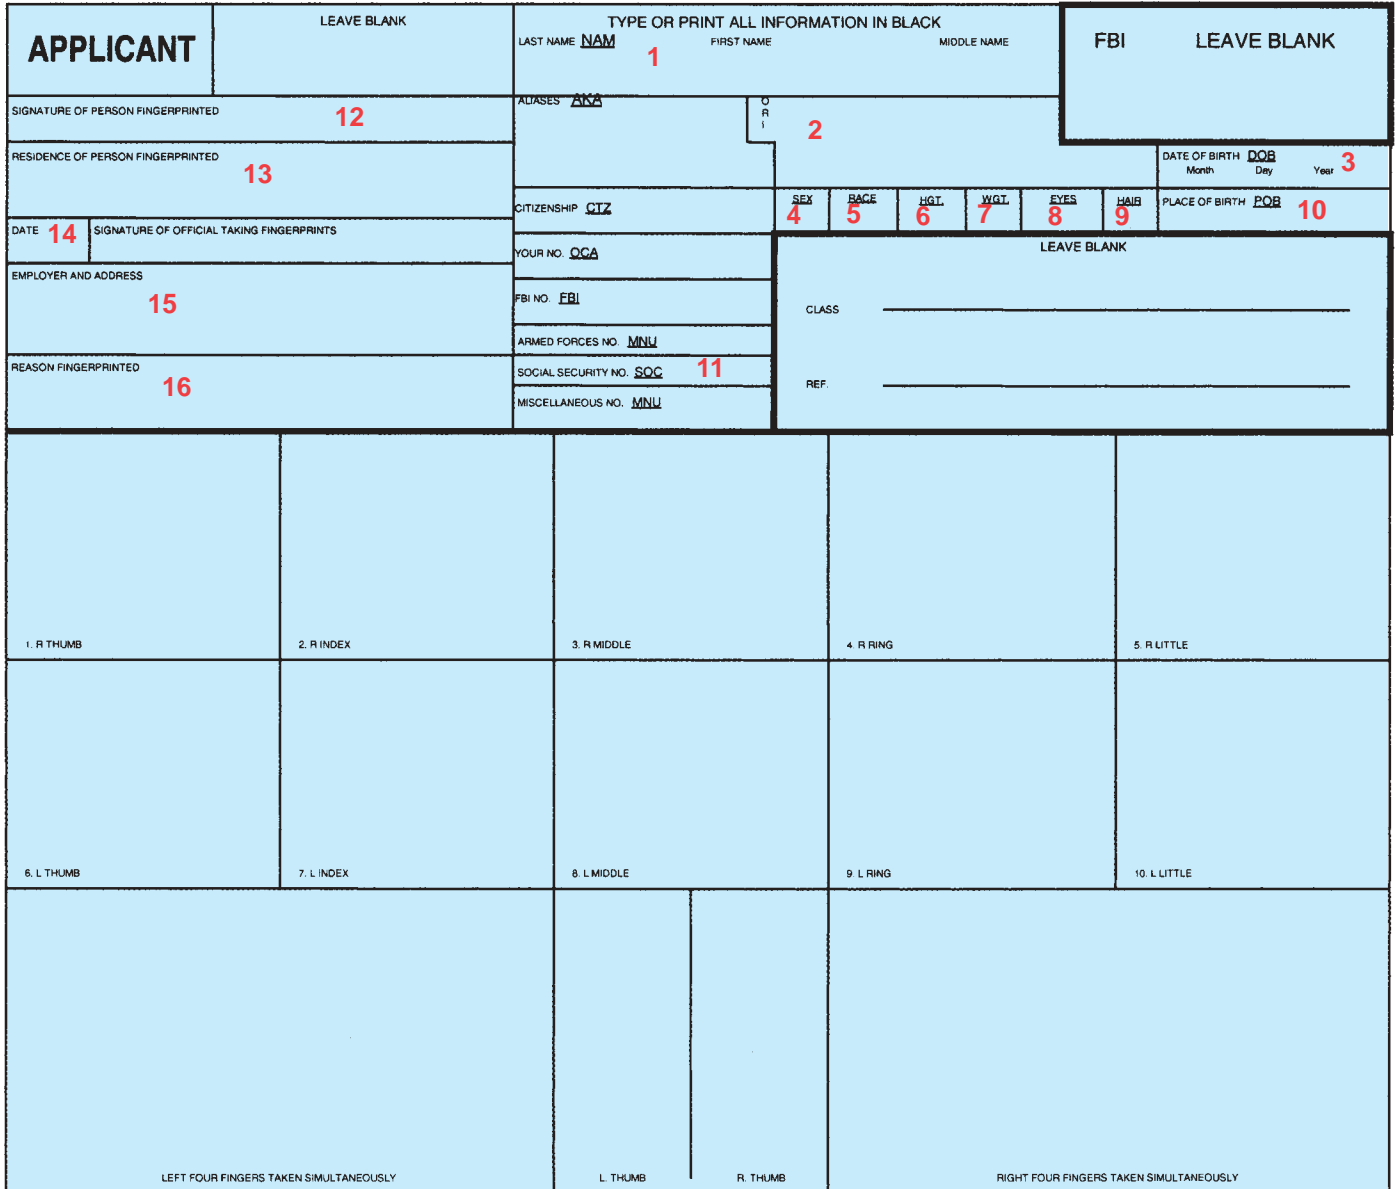 APPLICANT
LEAVE BLANK
TYPE OR PRINT ALL INFORMATION IN BLACK
LAST NAME NAM 1 FIRST NAME MIDDLE NAME
FBI LEAVE BLANK
SIGNATURE OF PERSON FINGERPRINTED 12
ALIASES AKA
ORI 2
RESIDENCE OF PERSON FINGERPRINTED 13
DATE OF BIRTH DOB 3
Month Day Year
CITIZENSHIP CTZ
SEX 4 RACE 5 HGT. 6 WGT. 7 EYES 8 HAIR 9
PLACE OF BIRTH POB 10
DATE 14 SIGNATURE OF OFFICIAL TAKING FINGERPRINTS
YOUR NO. OCA
LEAVE BLANK
EMPLOYER AND ADDRESS 15
FBI NO. FBI
CLASS
ARMED FORCES NO. MNU
REASON FINGERPRINTED 16
SOCIAL SECURITY NO. SOC 11
REF.
MISCELLANEOUS NO. MNU
1. R THUMB 2. R INDEX 3. R MIDDLE 4. R RING 5. R LITTLE
6. L THUMB 7. L INDEX 8. L MIDDLE 9. L RING 10. L LITTLE
LEFT FOUR FINGERS TAKEN SIMULTANEOUSLY L. THUMB R. THUMB RIGHT FOUR FINGERS TAKEN SIMULTANEOUSLY